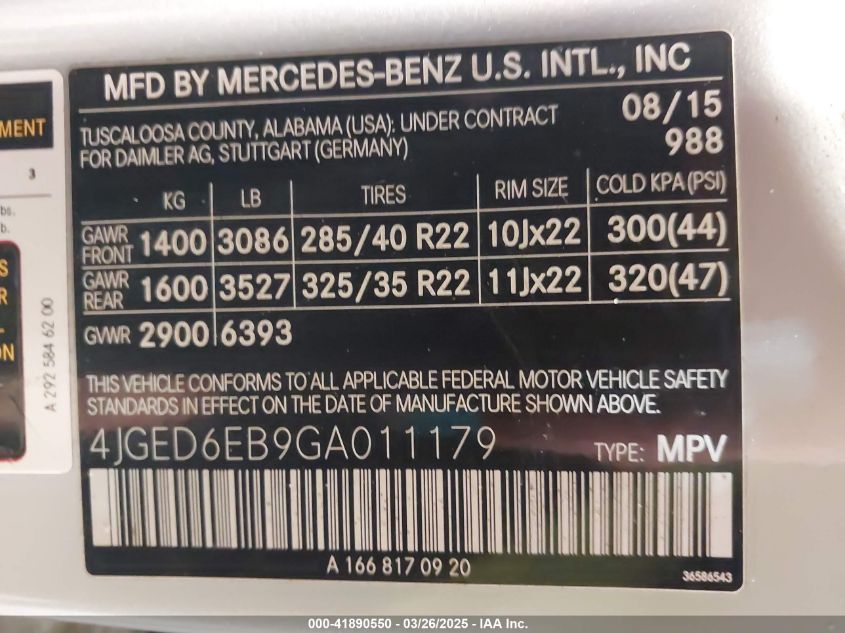 MFD BY MERCEDES-BENZ U.S. INTL., INC
TUSCALOOSA COUNTY, ALABAMA (USA): UNDER CONTRACT
FOR DAIMLER AG, STUTTGART (GERMANY)
08/15
988
KG LB TIRES RIM SIZE COLD KPA (PSI)
GAWR FRONT 1400 3086 285/40 R22 10Jx22 300(44)
GAWR REAR 1600 3527 325/35 R22 11Jx22 320(47)
GVWR 2900 6393
THIS VEHICLE CONFORMS TO ALL APPLICABLE FEDERAL MOTOR VEHICLE SAFETY
STANDARDS IN EFFECT ON THE DATE OF MANUFACTURE SHOWN ABOVE.
4JGED6EB9GA011179 TYPE: MPV
A 166 817 09 20
36586543
MENT
3
lbs.
b.
S
R
-
ON
A 292 584 62 00
000-41890550 - 03/26/2025 - IAA Inc.